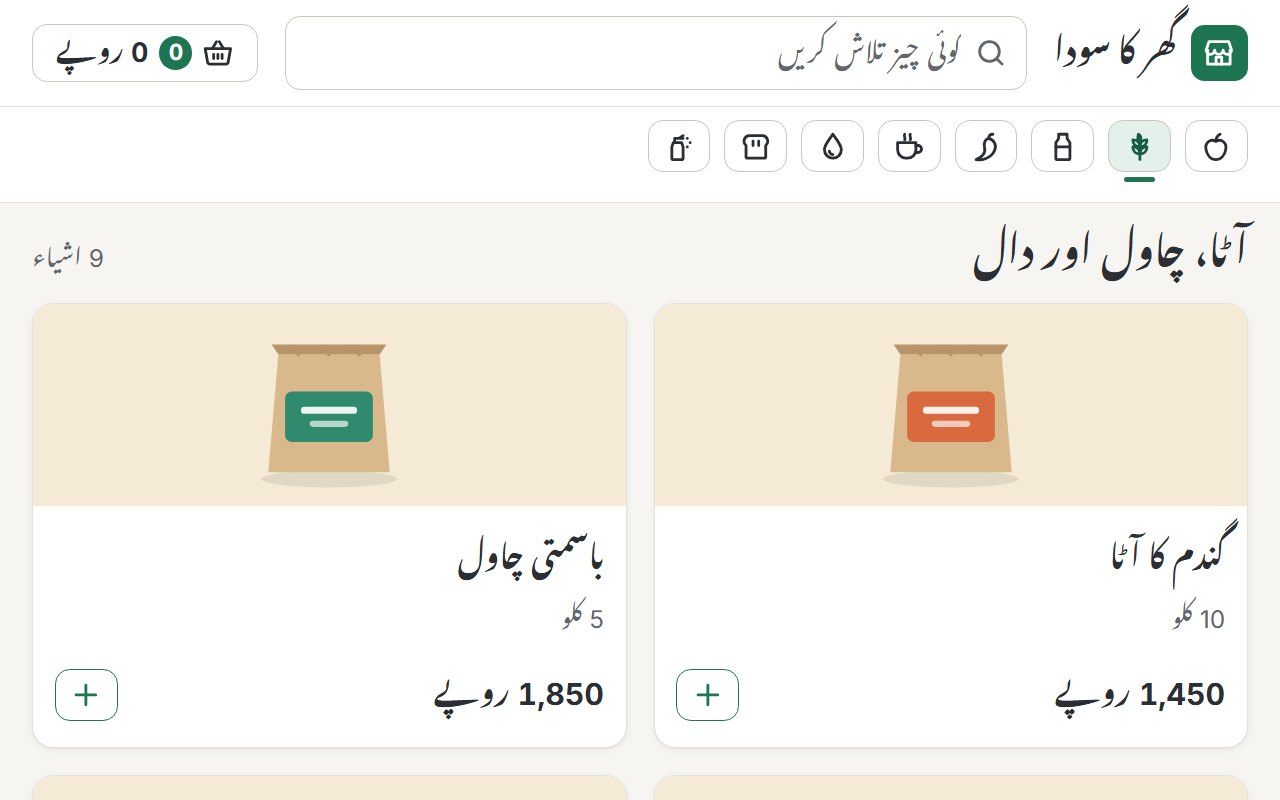 گھر کا سودا
کوئی چیز تلاش کریں
0
0 روپے
آٹا، چاول اور دال
9 اشیاء
گندم کا آٹا
10 کلو
1,450 روپے
باسمتی چاول
5 کلو
1,850 روپے